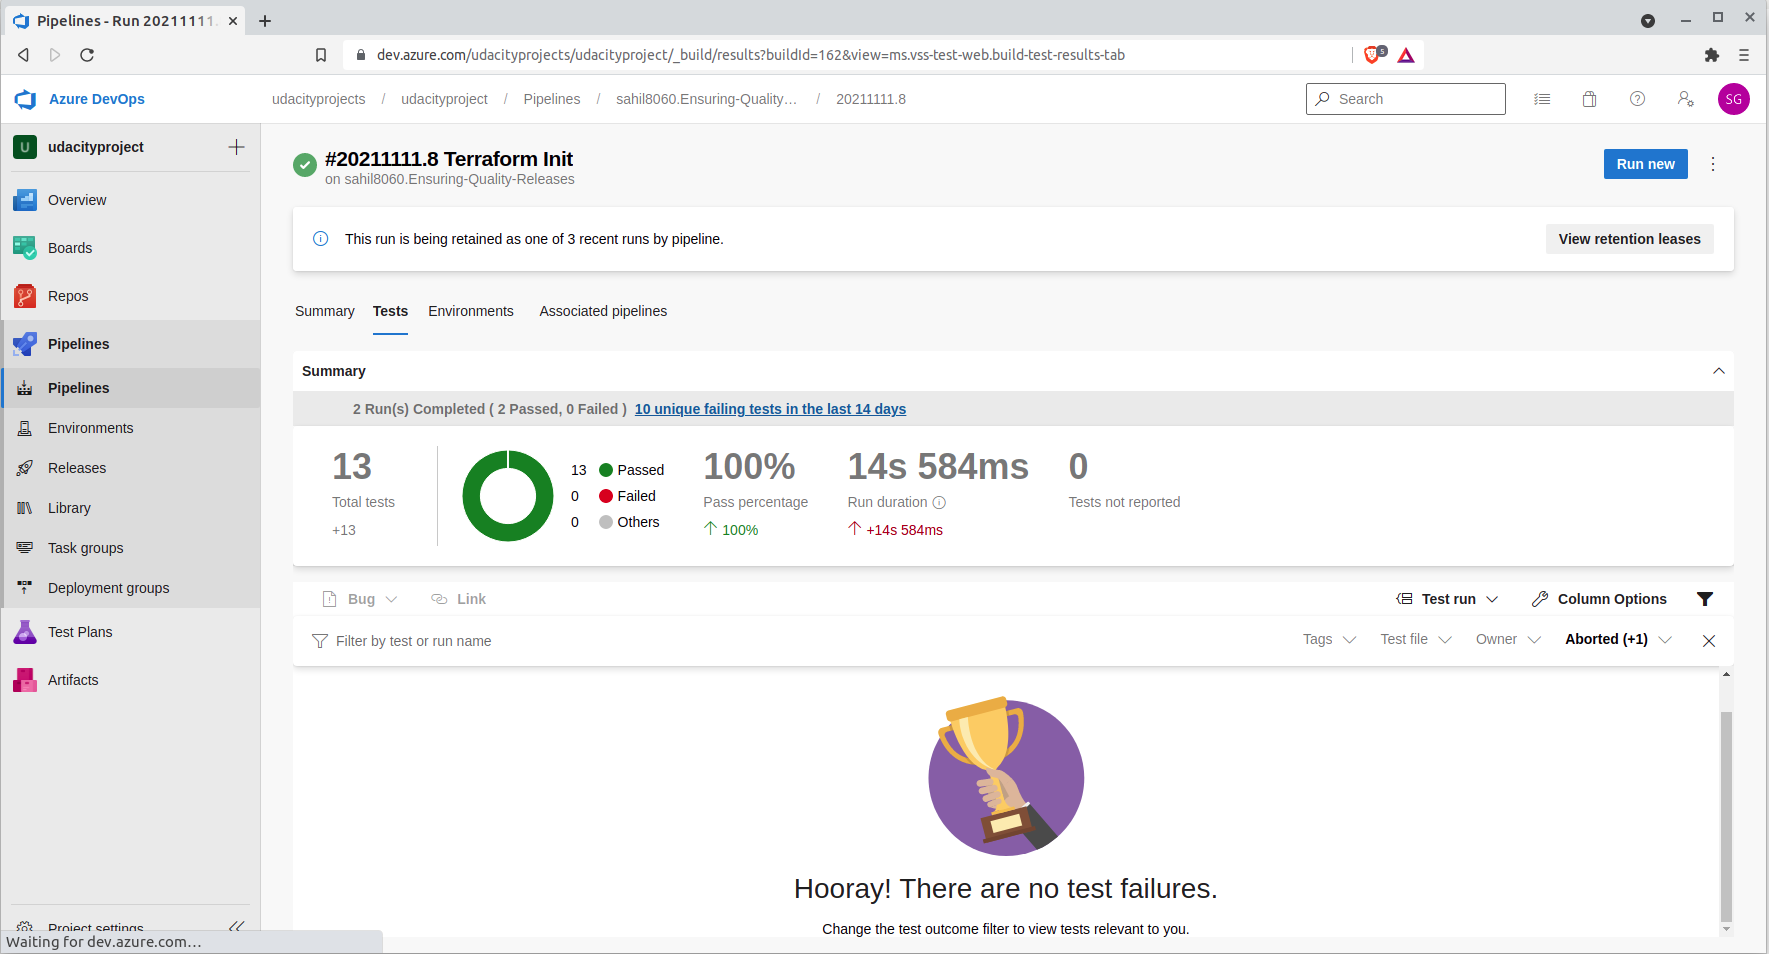 Pipelines - Run 20211111.
dev.azure.com/udacityprojects/udacityproject/_build/results?buildId=162&view=ms.vss-test-web.build-test-results-tab
5
Azure DevOps
udacityprojects / udacityproject / Pipelines / sahil8060.Ensuring-Quality… / 20211111.8
Search
SG
U udacityproject
Overview
Boards
Repos
Pipelines
Pipelines
Environments
Releases
Library
Task groups
Deployment groups
Test Plans
Artifacts
Project settings
Waiting for dev.azure.com…
#20211111.8 Terraform Init
on sahil8060.Ensuring-Quality-Releases
Run new
This run is being retained as one of 3 recent runs by pipeline.
View retention leases
Summary Tests Environments Associated pipelines
Summary
2 Run(s) Completed ( 2 Passed, 0 Failed ) 10 unique failing tests in the last 14 days
13
Total tests
+13
13 Passed
0 Failed
0 Others
100%
Pass percentage
100%
14s 584ms
Run duration
+14s 584ms
0
Tests not reported
Bug Link Test run Column Options
Filter by test or run name Tags Test file Owner Aborted (+1)
Hooray! There are no test failures.
Change the test outcome filter to view tests relevant to you.